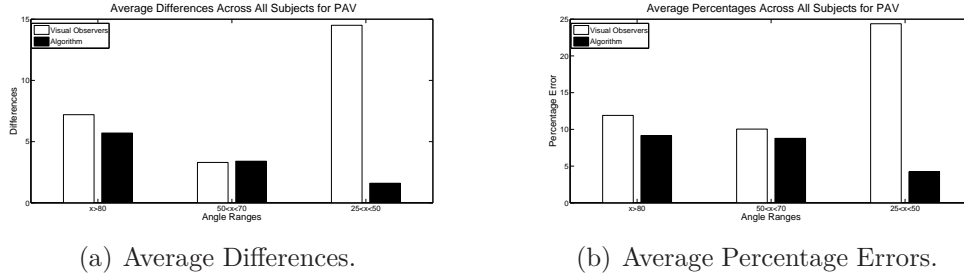 Average Differences Across All Subjects for PAV
Visual Observers
Algorithm
15
10
5
0
Differences
x>80
50<x<70
25<x<50
Angle Ranges
(a) Average Differences.
Average Percentages Across All Subjects for PAV
Visual Observers
Algorithm
25
20
15
10
5
0
Percentage Error
x>80
50<x<70
25<x<50
Angle Ranges
(b) Average Percentage Errors.